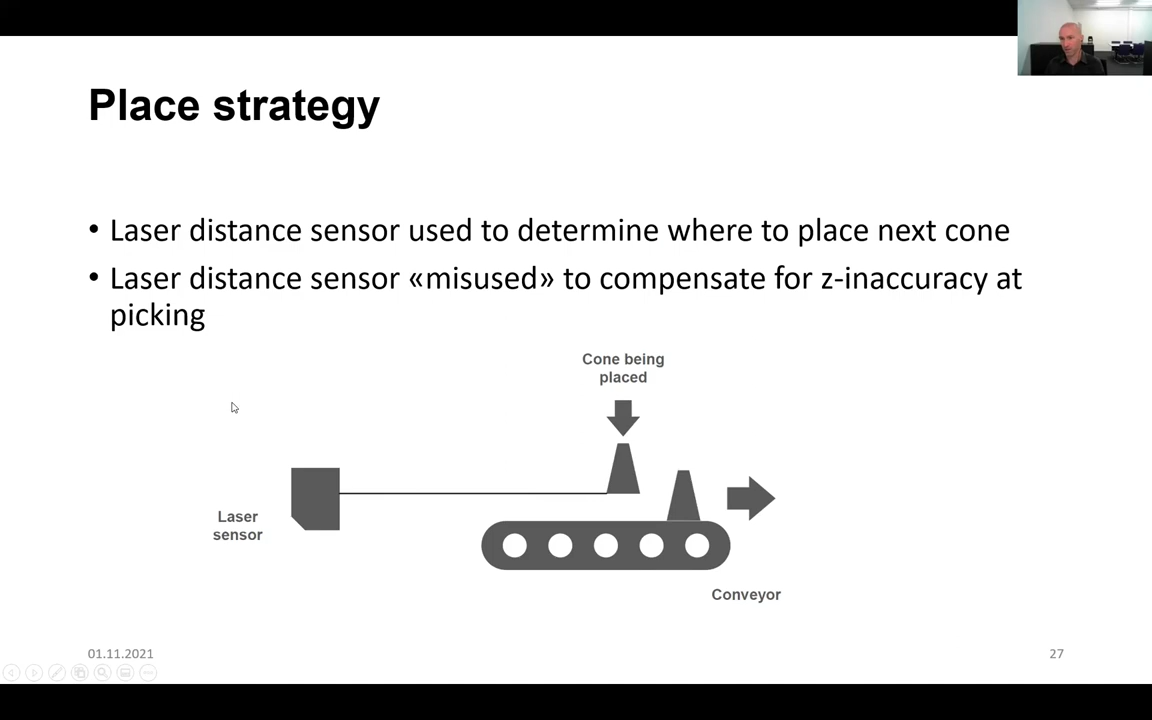 Place strategy
• Laser distance sensor used to determine where to place next cone
• Laser distance sensor «misused» to compensate for z-inaccuracy at
picking
Cone being
placed
Laser
sensor
Conveyor
01.11.2021
27